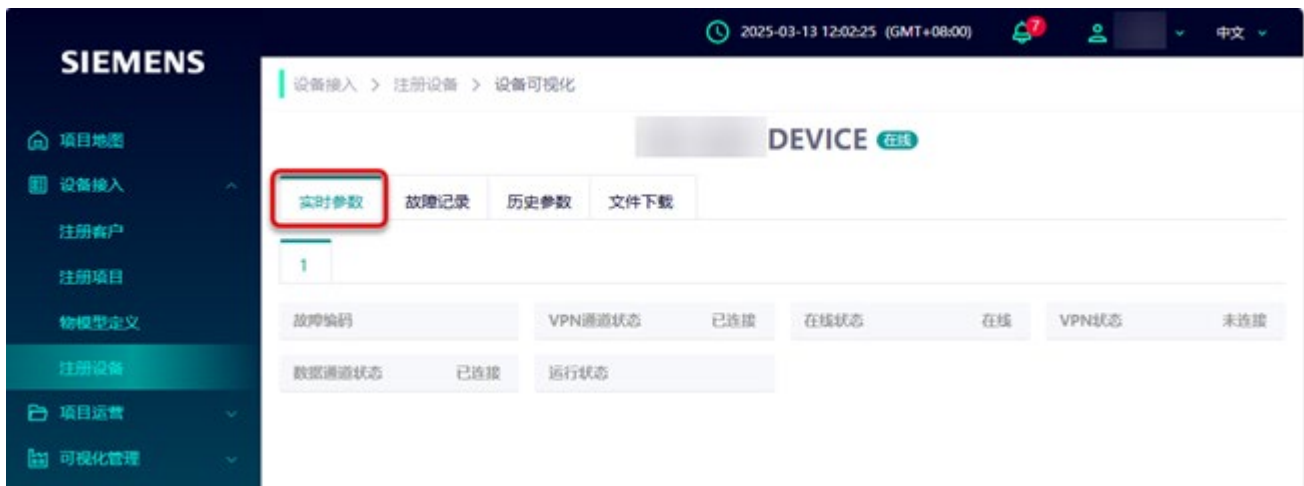 2025-03-13 12:02:25 (GMT+08:00) 7 中文
SIEMENS
设备接入 > 注册设备 > 设备可视化
DEVICE 在线
项目地图
设备接入
注册客户
注册项目
物模型定义
注册设备
项目运营
可视化管理
实时参数 故障记录 历史参数 文件下载
1
故障编码 VPN通道状态 已连接 在线状态 在线 VPN状态 未连接
数据通道状态 已连接 运行状态